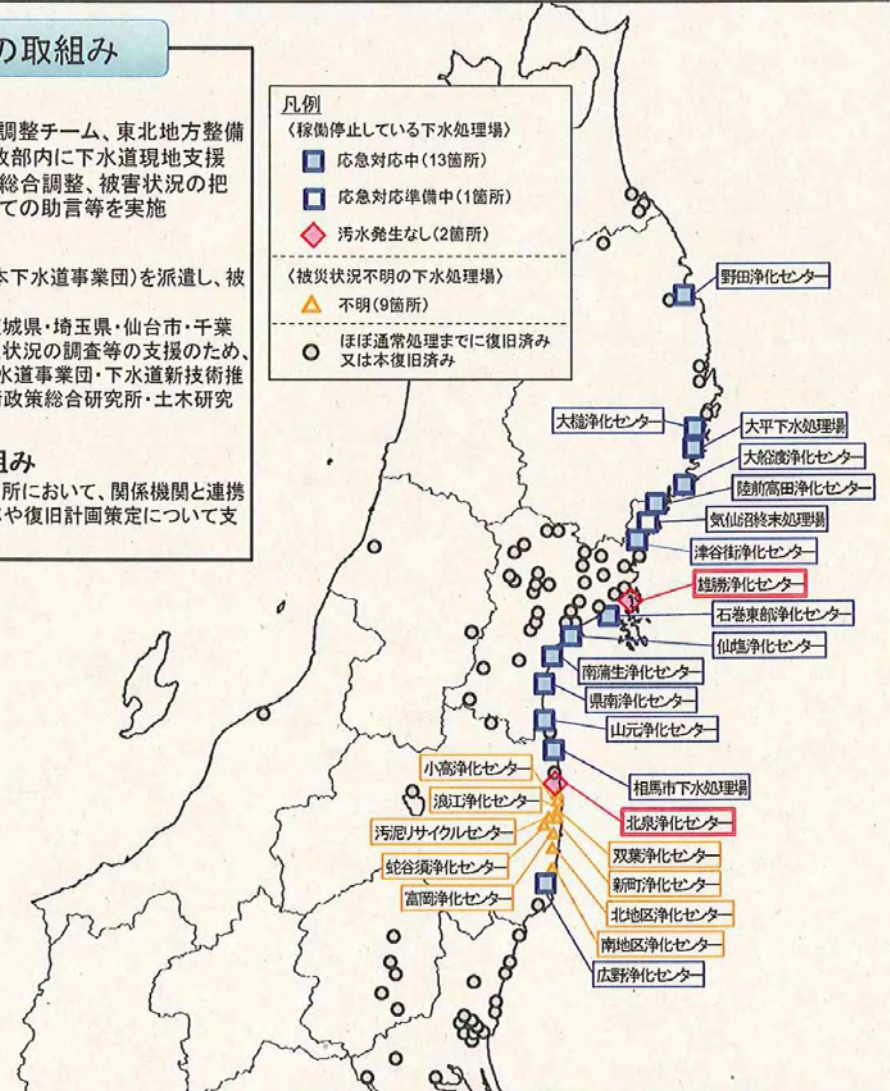 の取組み
調整チーム、東北地方整備
政部内に下水道現地支援
総合調整、被害状況の把
ての助言等を実施
本下水道事業団)を派遣し、被
城県・埼玉県・仙台市・千葉
状況の調査等の支援のため、
水道事業団・下水道新技術推
政策総合研究所・土木研究
組み
所において、関係機関と連携
や復旧計画策定について支
凡例
〈稼働停止している下水処理場〉
応急対応中(13箇所)
応急対応準備中(1箇所)
汚水発生なし(2箇所)
〈被災状況不明の下水処理場〉
不明(9箇所)
ほぼ通常処理までに復旧済み
又は本復旧済み
野田浄化センター
大槌浄化センター
大平下水処理場
大船渡浄化センター
陸前高田浄化センター
気仙沼終末処理場
津谷街浄化センター
雄勝浄化センター
石巻東部浄化センター
仙塩浄化センター
南蒲生浄化センター
県南浄化センター
山元浄化センター
相馬市下水処理場
小高浄化センター
浪江浄化センター
汚泥リサイクルセンター
蛇谷須浄化センター
富岡浄化センター
北泉浄化センター
双葉浄化センター
新町浄化センター
北地区浄化センター
南地区浄化センター
広野浄化センター